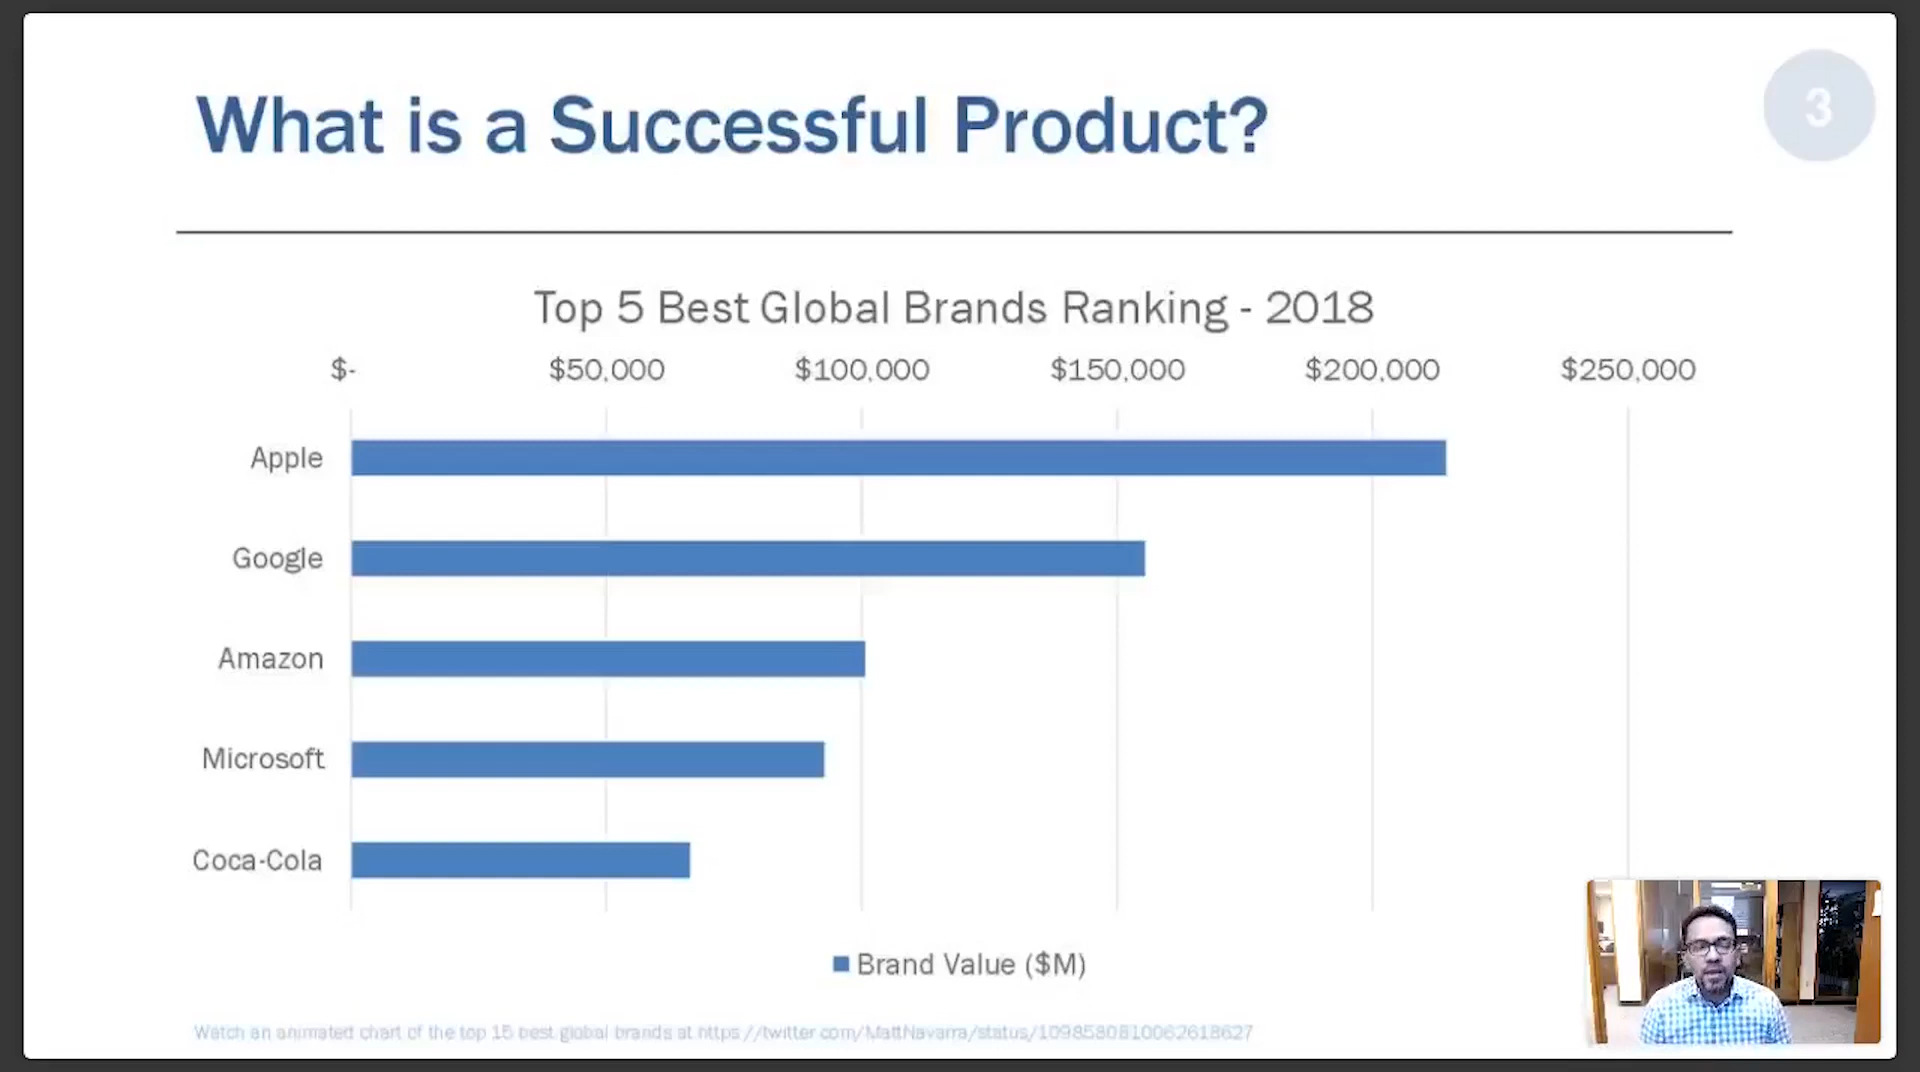 What is a Successful Product?
3
Top 5 Best Global Brands Ranking - 2018
$- $50,000 $100,000 $150,000 $200,000 $250,000
Apple
Google
Amazon
Microsoft
Coca-Cola
Brand Value ($M)
Watch an animated chart of the top 15 best global brands at https://twitter.com/MattNavarra/status/1098580810062618627